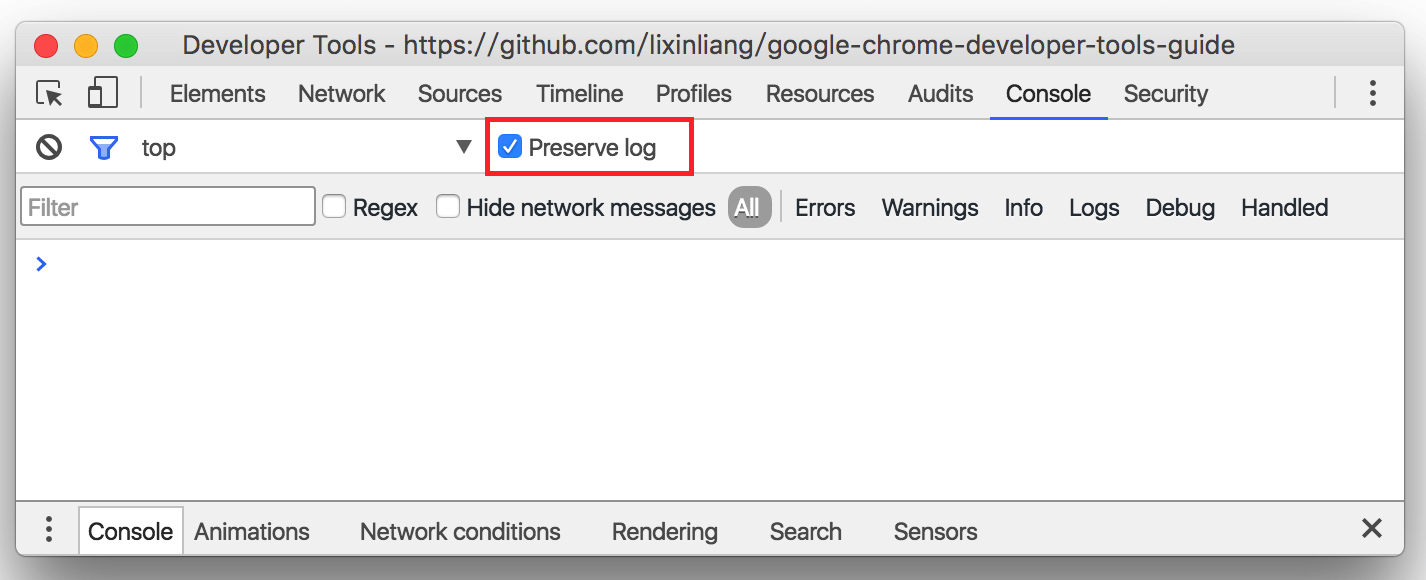 Developer Tools - https://github.com/lixinliang/google-chrome-developer-tools-guide
Elements Network Sources Timeline Profiles Resources Audits Console Security
top Preserve log
Filter Regex Hide network messages All Errors Warnings Info Logs Debug Handled
Console Animations Network conditions Rendering Search Sensors